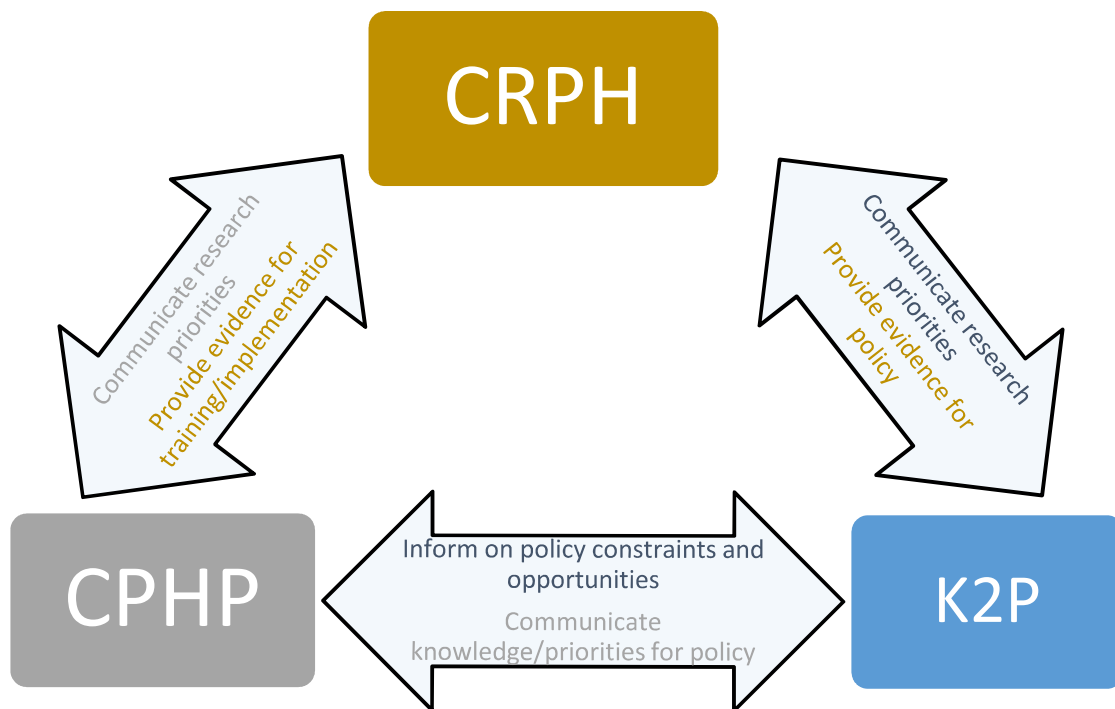 CRPH
Communicate research
priorities
Provide evidence for
training/implementation
Communicate research
priorities
Provide evidence for
policy
CPHP
Inform on policy constraints and
opportunities
Communicate
knowledge/priorities for policy
K2P